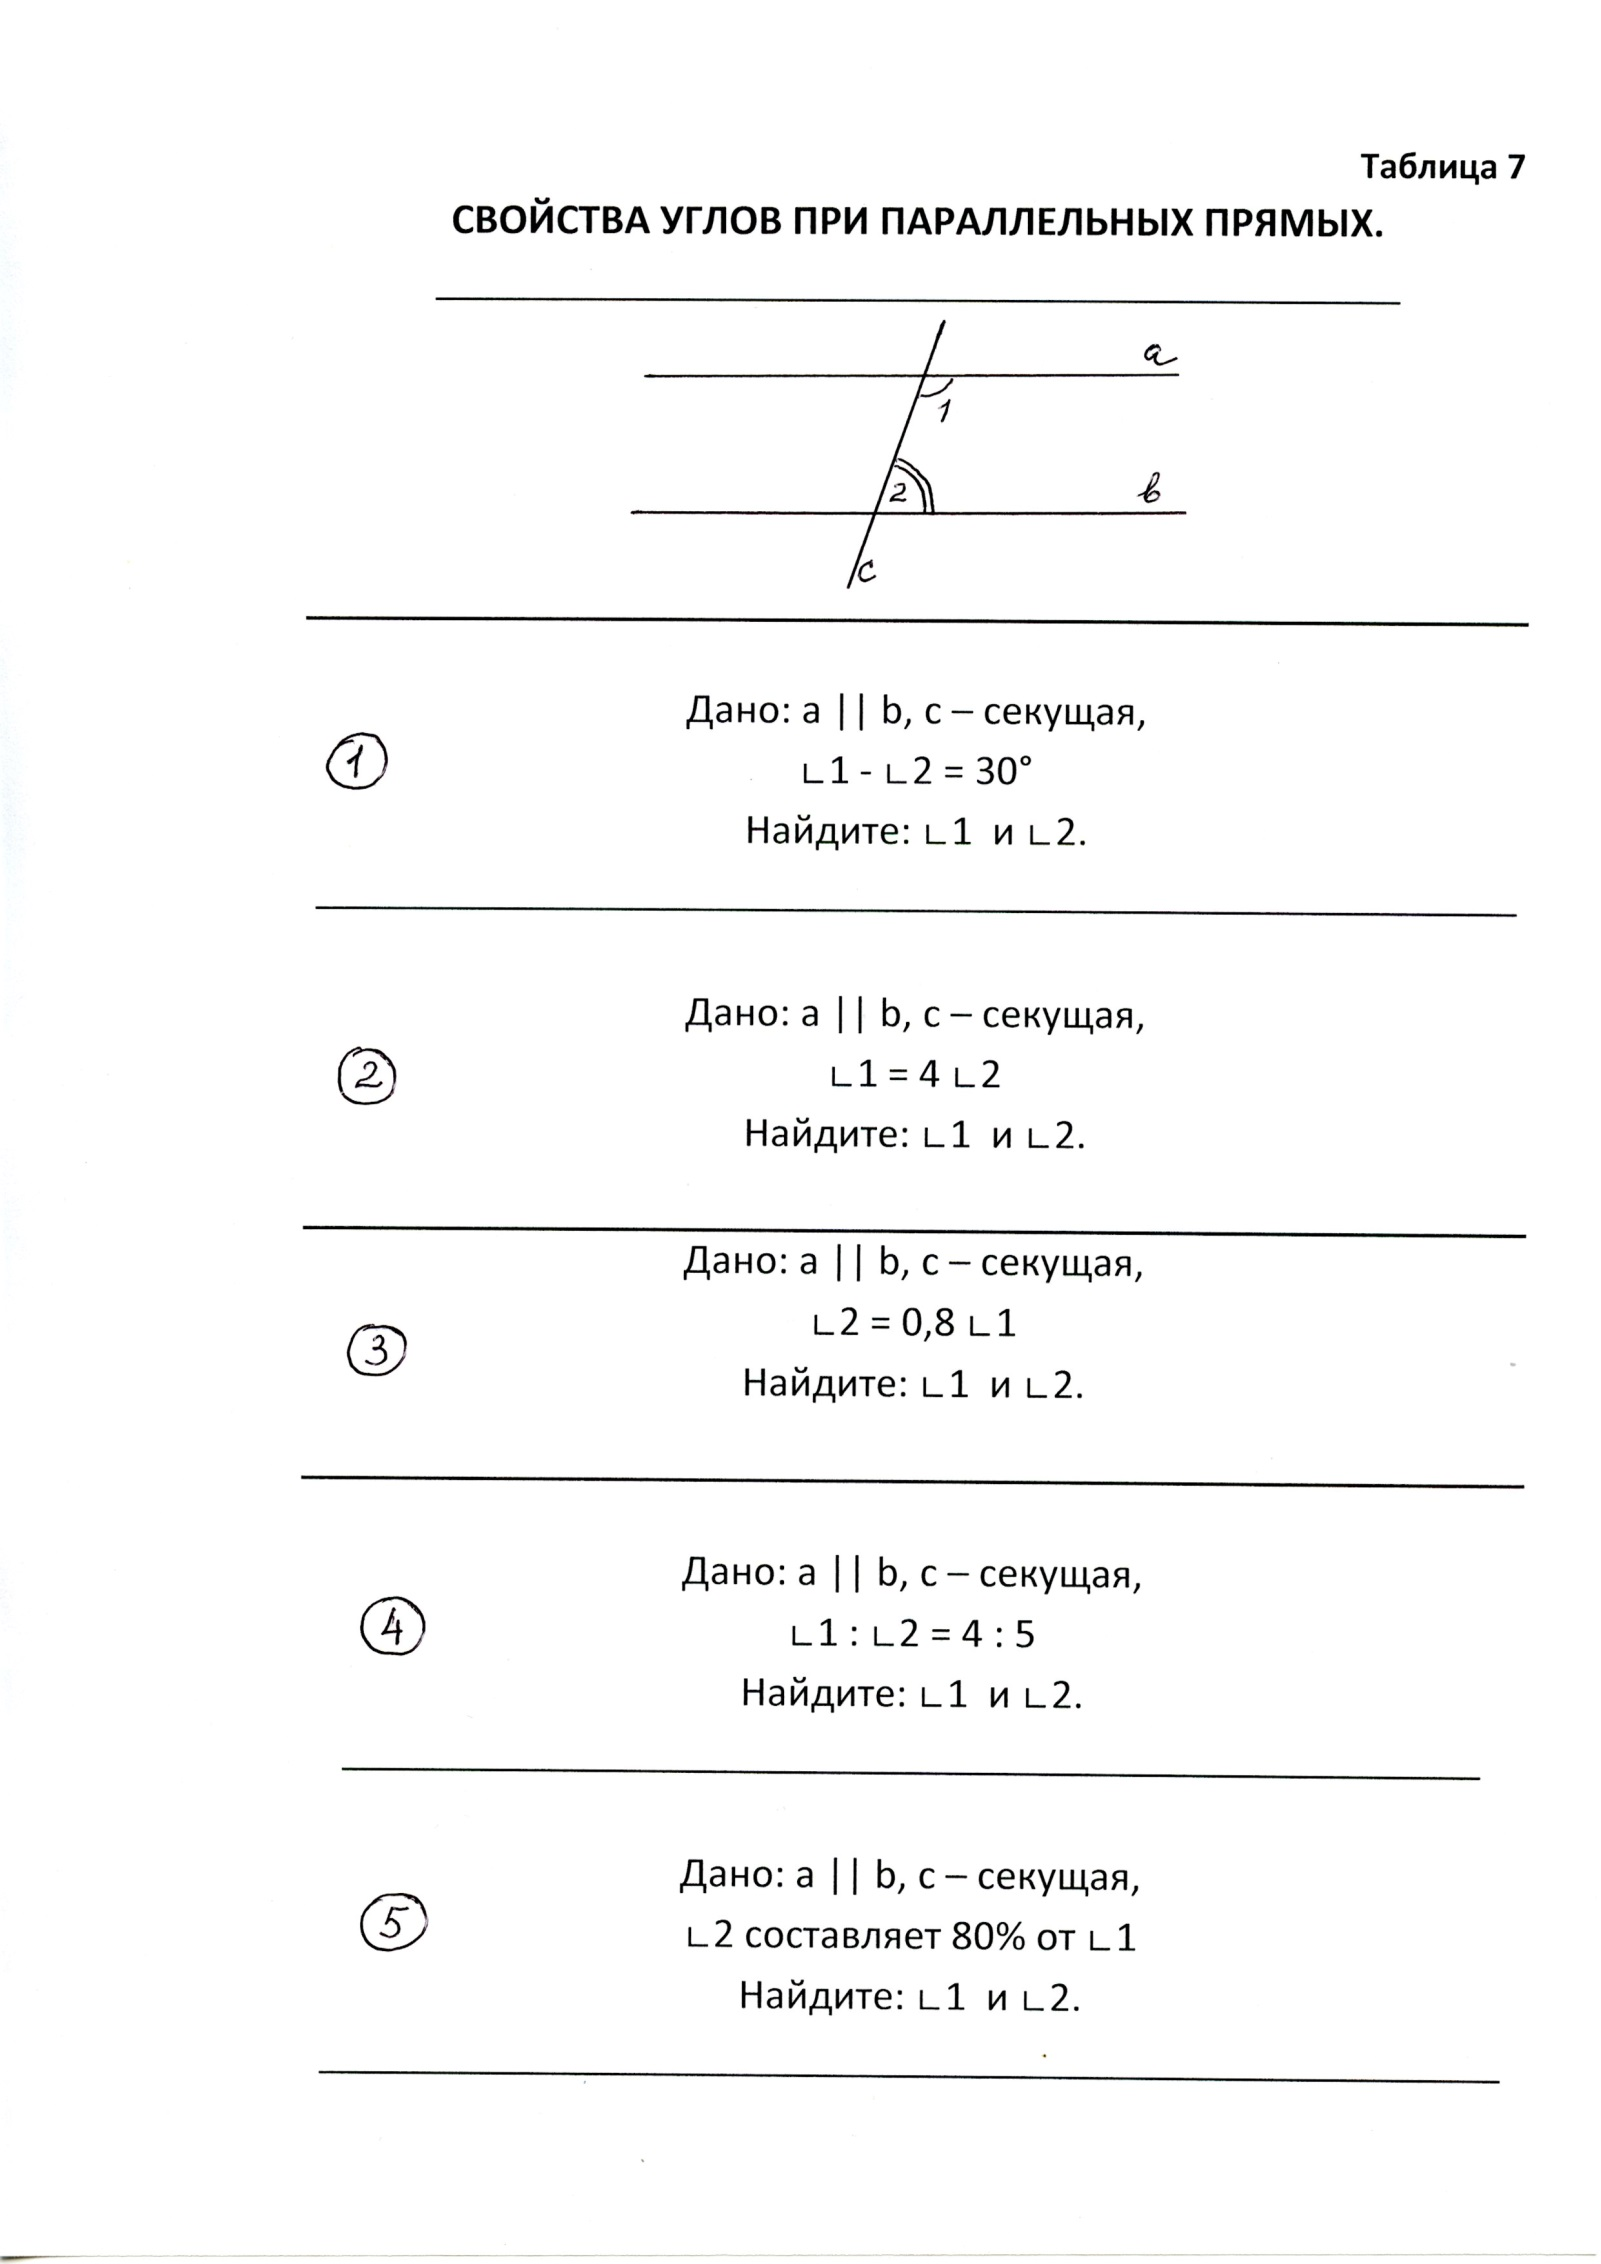 Таблица 7
СВОЙСТВА УГЛОВ ПРИ ПАРАЛЛЕЛЬНЫХ ПРЯМЫХ.
a
1
2
b
c
Дано: a || b, c – секущая,
1
∟1 - ∟2 = 30°
Найдите: ∟1 и ∟2.
Дано: a || b, c – секущая,
2
∟1 = 4 ∟2
Найдите: ∟1 и ∟2.
Дано: a || b, c – секущая,
∟2 = 0,8 ∟1
3
Найдите: ∟1 и ∟2.
Дано: a || b, c – секущая,
4
∟1 : ∟2 = 4 : 5
Найдите: ∟1 и ∟2.
Дано: a || b, c – секущая,
5
∟2 составляет 80% от ∟1
Найдите: ∟1 и ∟2.